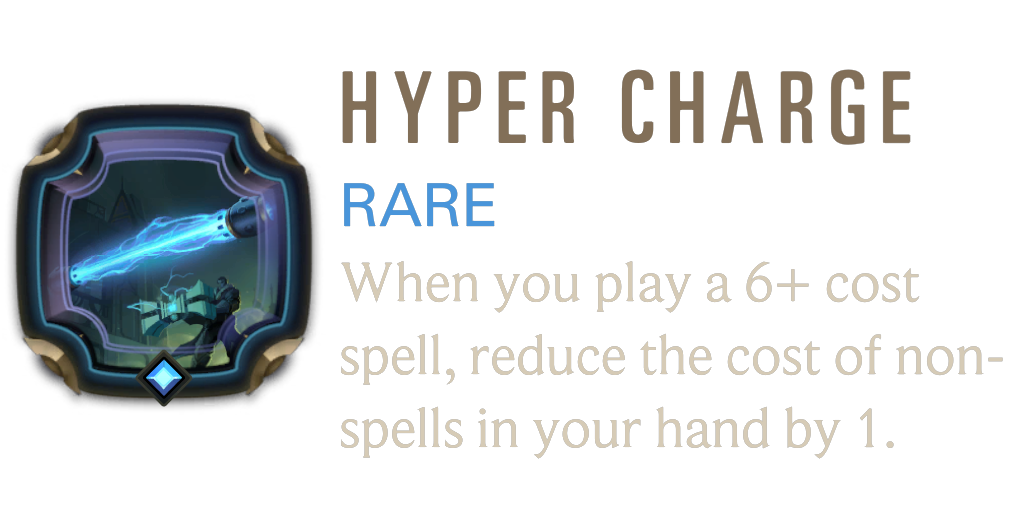 HYPER CHARGE
RARE
When you play a 6+ cost
spell, reduce the cost of non-
spells in your hand by 1.